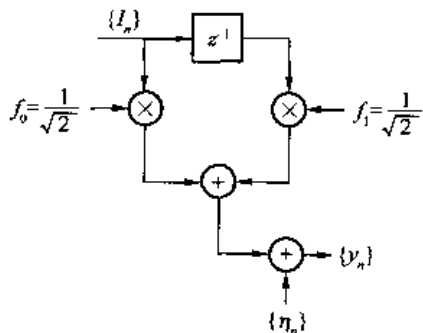 {I_n}
z^{-1}
f_0 = 1/√2
×
×
f_1 = 1/√2
+
+
{y_n}
{η_n}